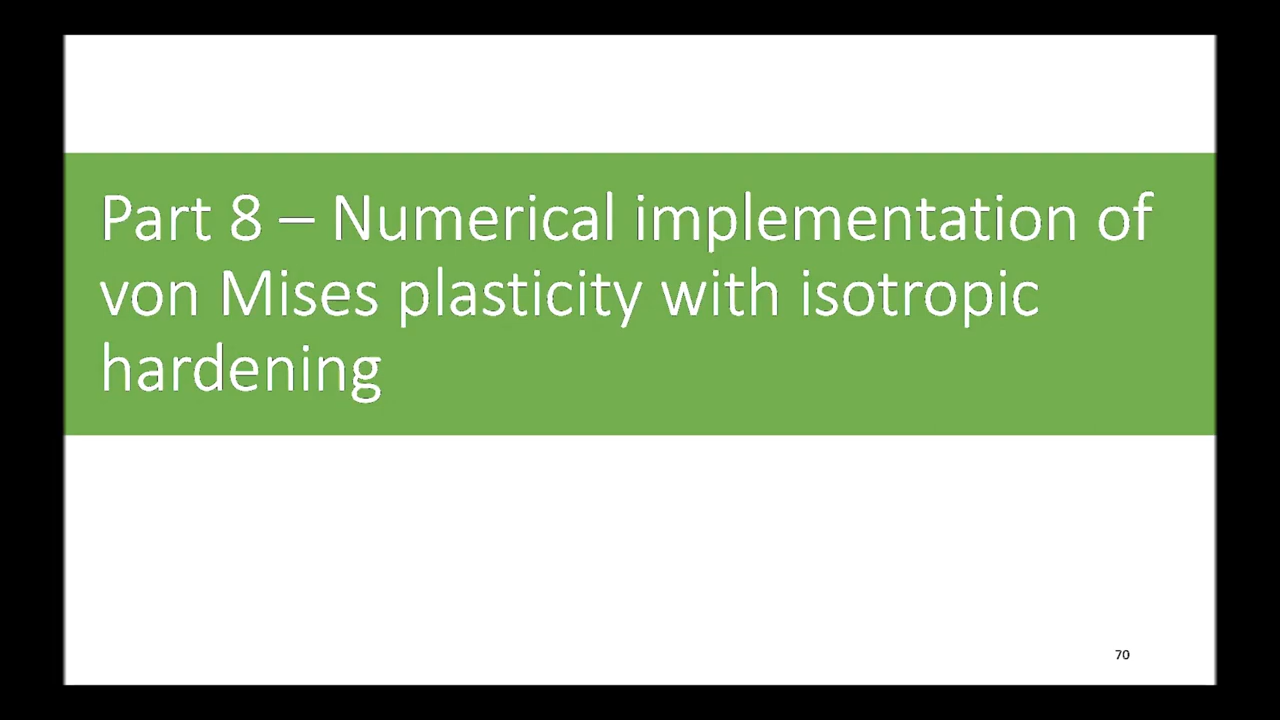 Part 8 – Numerical implementation of
von Mises plasticity with isotropic
hardening
70